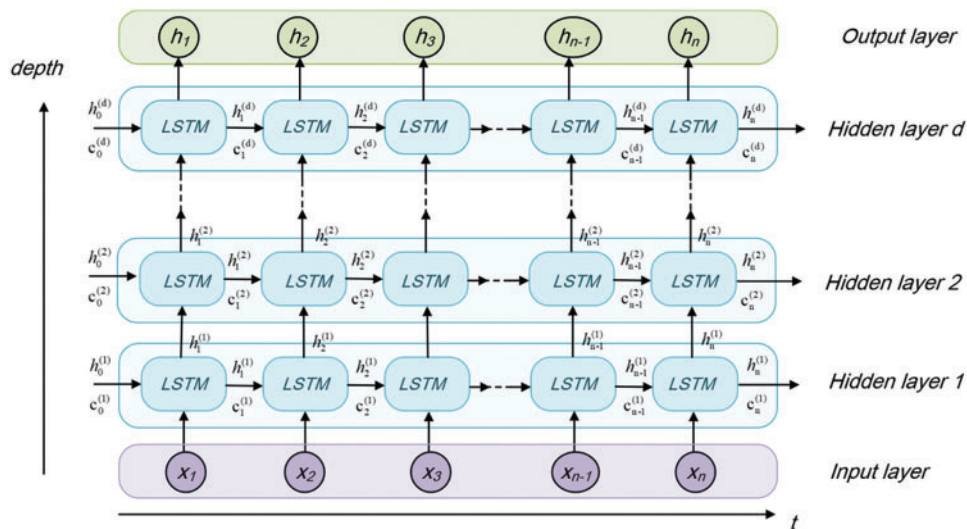 h₁ h₂ h₃ hₙ₋₁ hₙ Output layer
depth
h₀⁽ᵈ⁾ h₁⁽ᵈ⁾ h₂⁽ᵈ⁾ hₙ₋₁⁽ᵈ⁾ hₙ⁽ᵈ⁾
LSTM LSTM LSTM LSTM LSTM Hidden layer d
c₀⁽ᵈ⁾ c₁⁽ᵈ⁾ c₂⁽ᵈ⁾ cₙ₋₁⁽ᵈ⁾ cₙ⁽ᵈ⁾
h₁⁽²⁾ h₂⁽²⁾ hₙ₋₁⁽²⁾ hₙ⁽²⁾
h₀⁽²⁾ h₁⁽²⁾ h₂⁽²⁾ hₙ₋₁⁽²⁾ hₙ⁽²⁾
LSTM LSTM LSTM LSTM LSTM Hidden layer 2
c₀⁽²⁾ c₁⁽²⁾ c₂⁽²⁾ cₙ₋₁⁽²⁾ cₙ⁽²⁾
h₁⁽¹⁾ h₂⁽¹⁾ hₙ₋₁⁽¹⁾ hₙ⁽¹⁾
h₀⁽¹⁾ h₁⁽¹⁾ h₂⁽¹⁾ hₙ₋₁⁽¹⁾ hₙ⁽¹⁾
LSTM LSTM LSTM LSTM LSTM Hidden layer 1
c₀⁽¹⁾ c₁⁽¹⁾ c₂⁽¹⁾ cₙ₋₁⁽¹⁾ cₙ⁽¹⁾
x₁ x₂ x₃ xₙ₋₁ xₙ Input layer
t